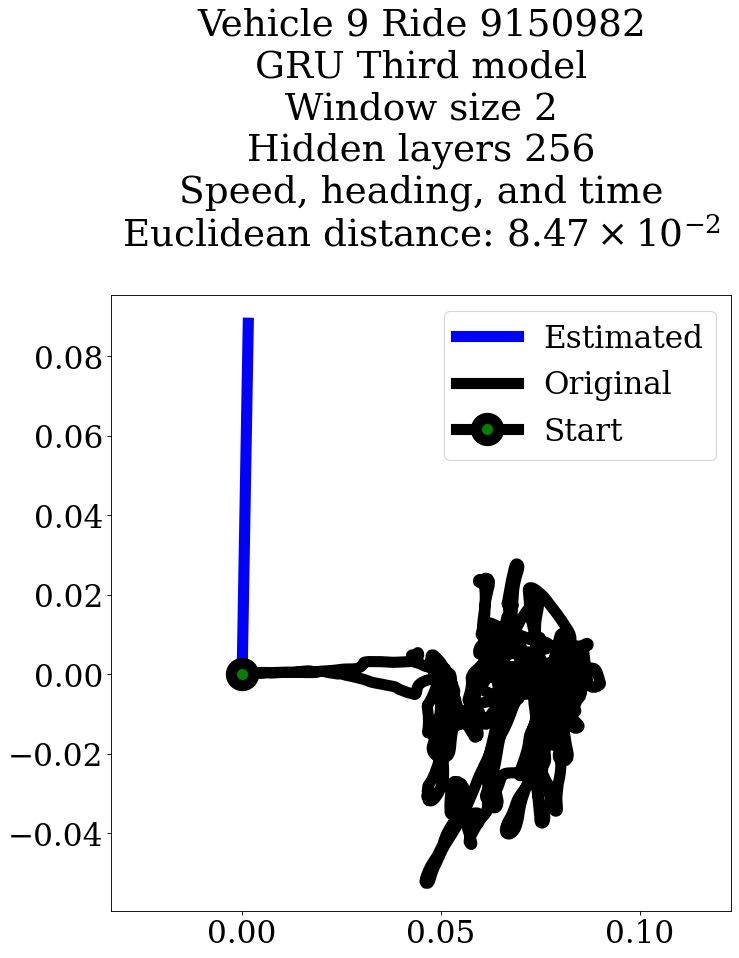 Vehicle 9 Ride 9150982
GRU Third model
Window size 2
Hidden layers 256
Speed, heading, and time
Euclidean distance: 8.47 × 10⁻²
Estimated
Original
Start
0.08
0.06
0.04
0.02
0.00
−0.02
−0.04
0.00 0.05 0.10